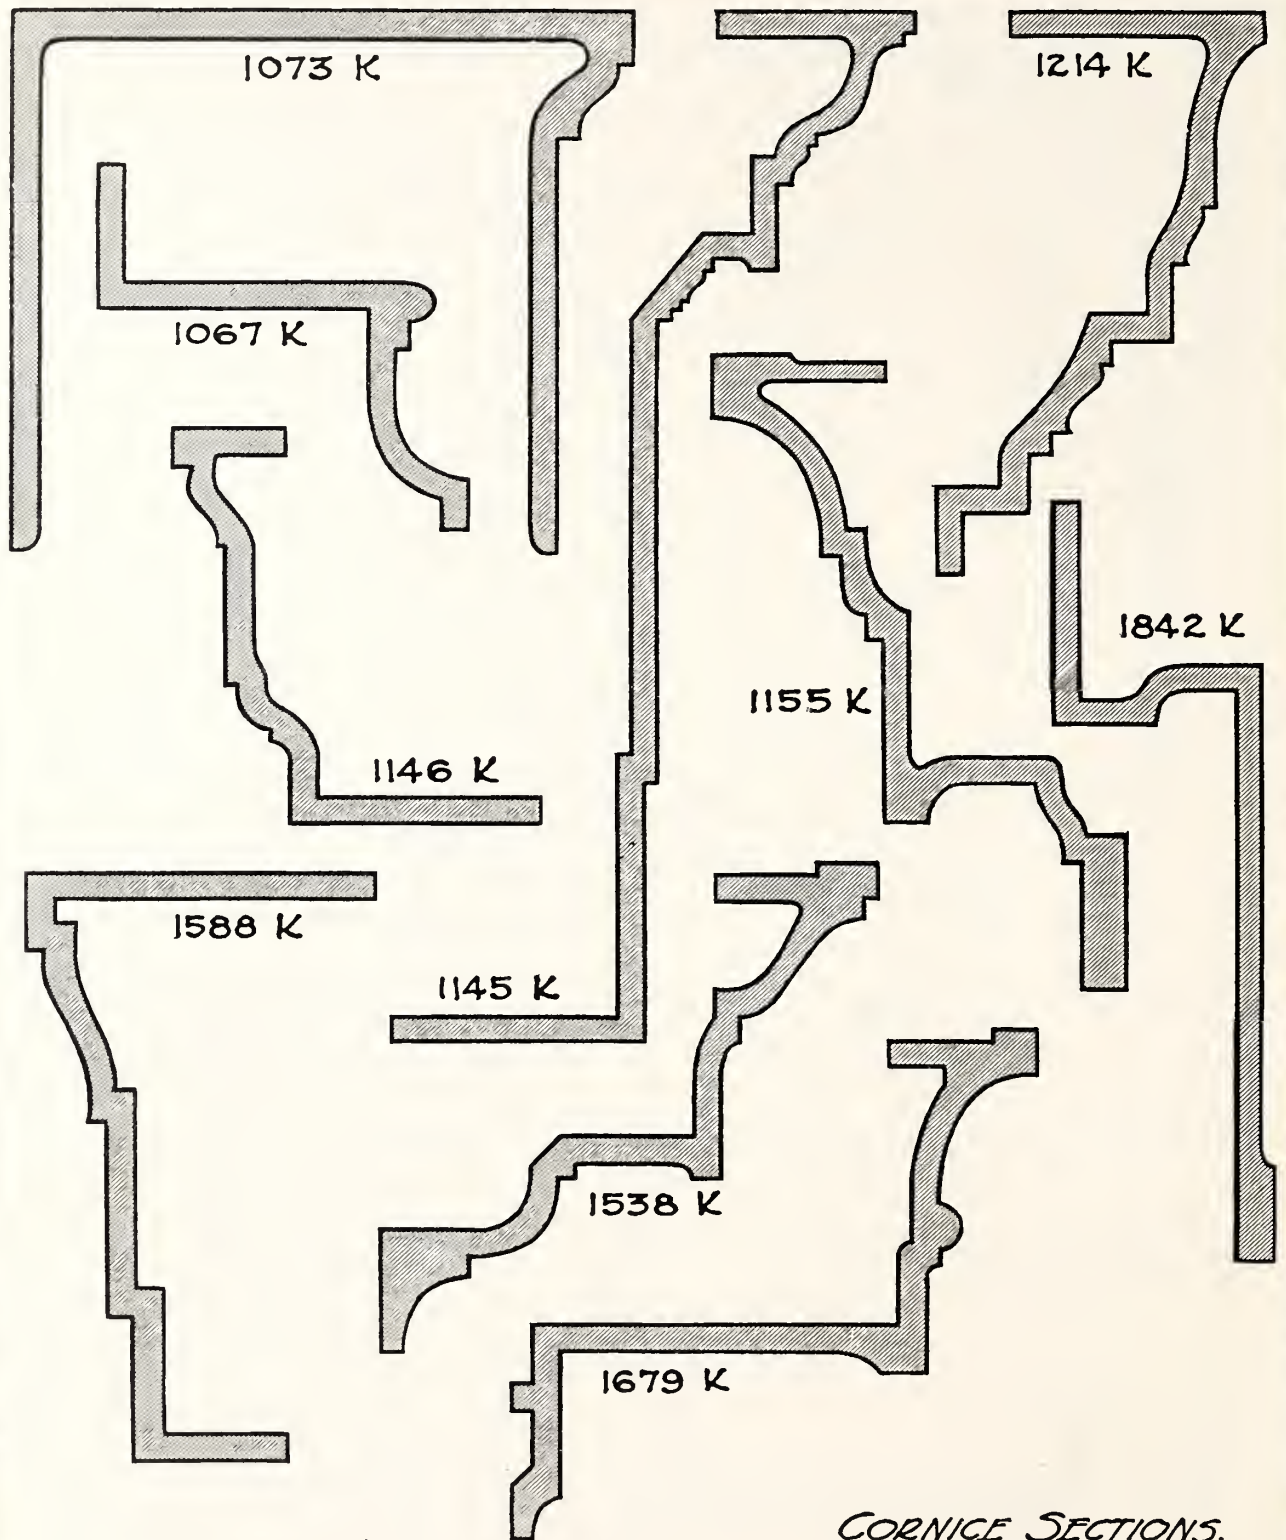 1073 K
1214 K
1067 K
1842 K
1155 K
1146 K
1588 K
1145 K
1538 K
1679 K
CORNICE SECTIONS.